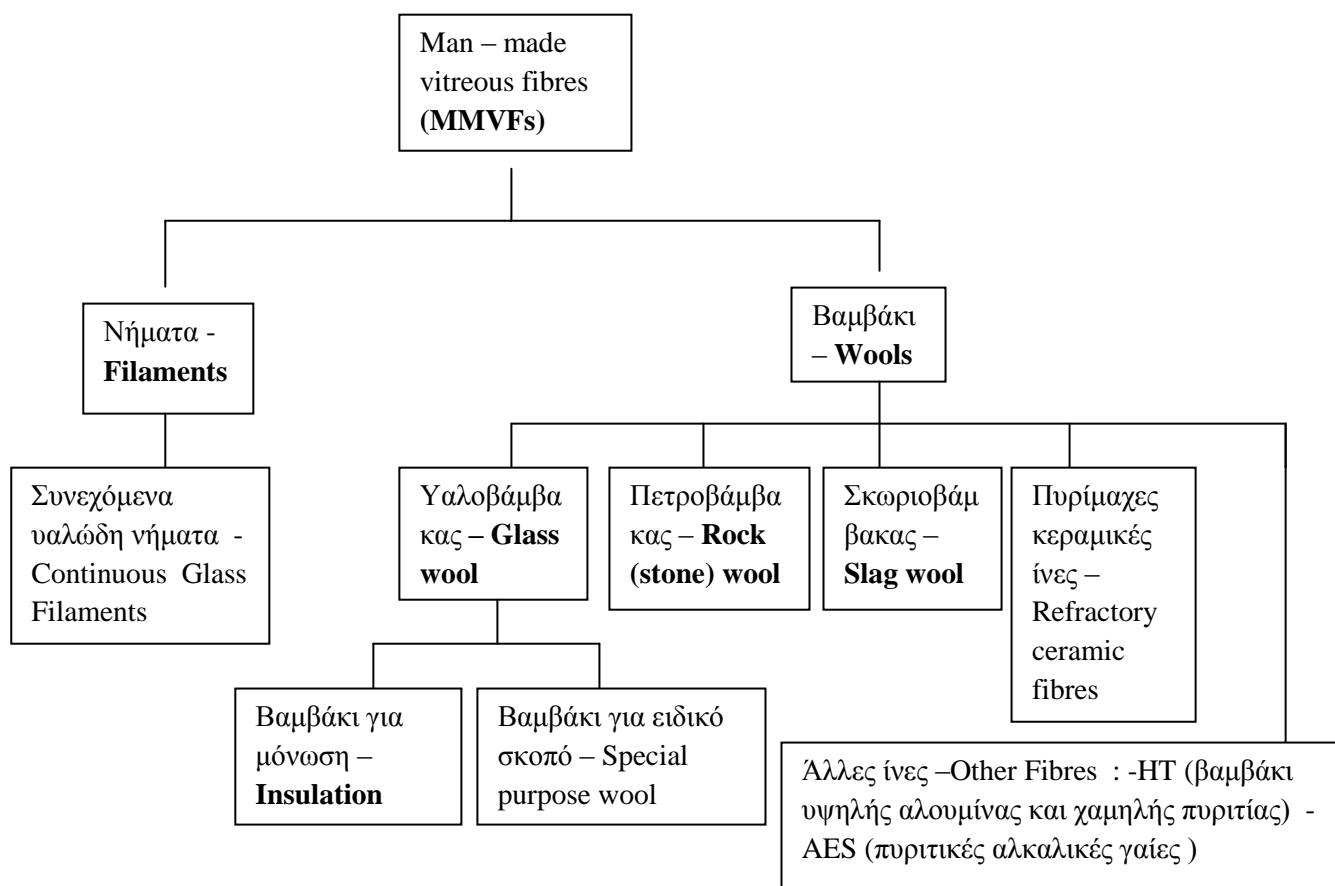 Man – made
vitreous fibres
(MMVFs)
Νήματα -
Filaments
Βαμβάκι
– Wools
Συνεχόμενα
υαλώδη νήματα -
Continuous Glass
Filaments
Υαλοβάμβα
κας – Glass
wool
Πετροβάμβα
κας – Rock
(stone) wool
Σκωριοβάμ
βακας –
Slag wool
Πυρίμαχες
κεραμικές
ίνες –
Refractory
ceramic
fibres
Βαμβάκι για
μόνωση –
Insulation
Βαμβάκι για ειδικό
σκοπό – Special
purpose wool
Άλλες ίνες –Other Fibres : -HT (βαμβάκι
υψηλής αλουμίνας και χαμηλής πυριτίας) -
AES (πυριτικές αλκαλικές γαίες )